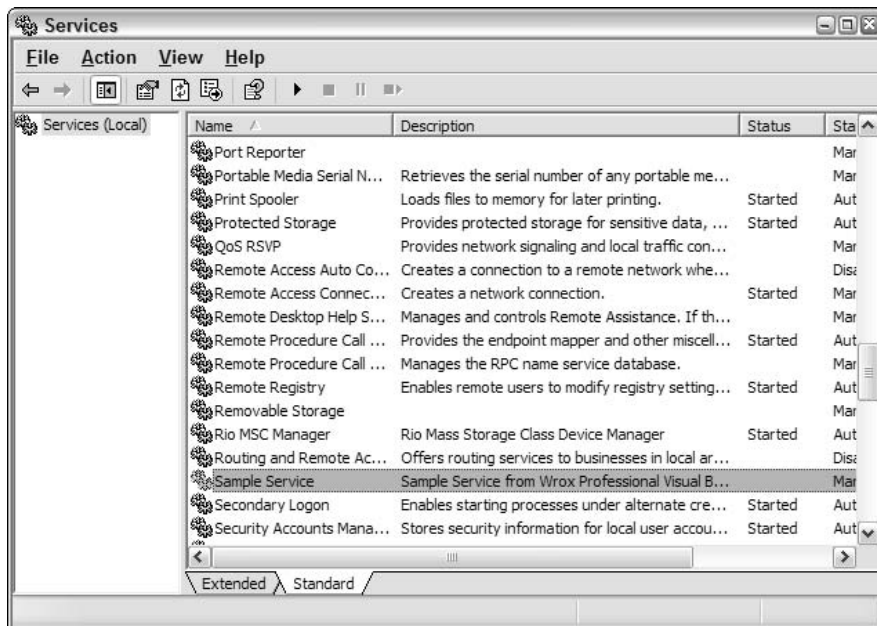 Services
File Action View Help
Services (Local)
Name Description Status Sta
Port Reporter Mar
Portable Media Serial N... Retrieves the serial number of any portable me... Mar
Print Spooler Loads files to memory for later printing. Started Aut
Protected Storage Provides protected storage for sensitive data, ... Started Aut
QoS RSVP Provides network signaling and local traffic con... Mar
Remote Access Auto Co... Creates a connection to a remote network whe... Disa
Remote Access Connec... Creates a network connection. Started Mar
Remote Desktop Help S... Manages and controls Remote Assistance. If th... Mar
Remote Procedure Call ... Provides the endpoint mapper and other miscell... Started Aut
Remote Procedure Call ... Manages the RPC name service database. Mar
Remote Registry Enables remote users to modify registry setting... Started Aut
Removable Storage Mar
Rio MSC Manager Rio Mass Storage Class Device Manager Started Aut
Routing and Remote Ac... Offers routing services to businesses in local ar... Disa
Sample Service Sample Service from Wrox Professional Visual B... Mar
Secondary Logon Enables starting processes under alternate cre... Started Aut
Security Accounts Mana... Stores security information for local user accou... Started Aut
Extended Standard